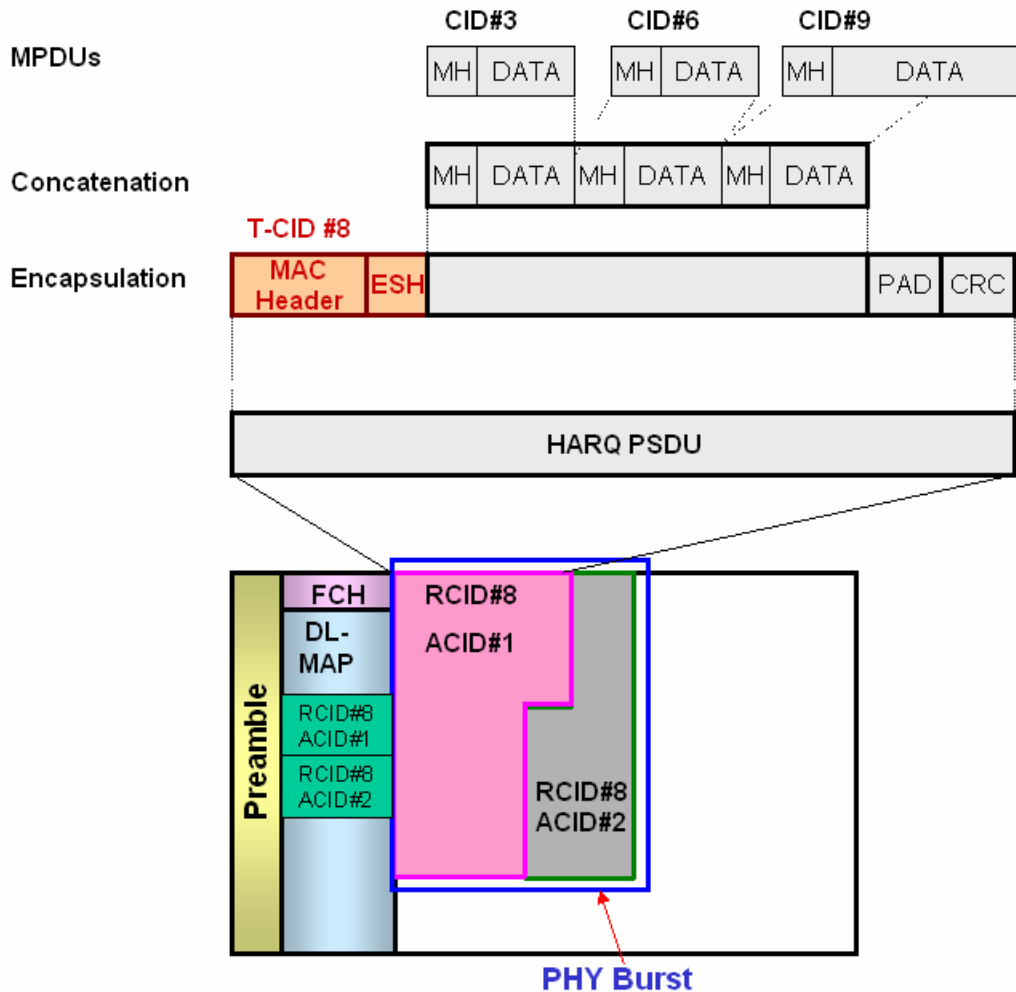 CID#3 CID#6 CID#9
MPDUs
MH DATA MH DATA MH DATA
Concatenation
MH DATA MH DATA MH DATA
T-CID #8
Encapsulation
MAC
Header
ESH
PAD CRC
HARQ PSDU
Preamble
FCH
DL-
MAP
RCID#8
ACID#1
RCID#8
ACID#2
RCID#8
ACID#1
RCID#8
ACID#2
PHY Burst